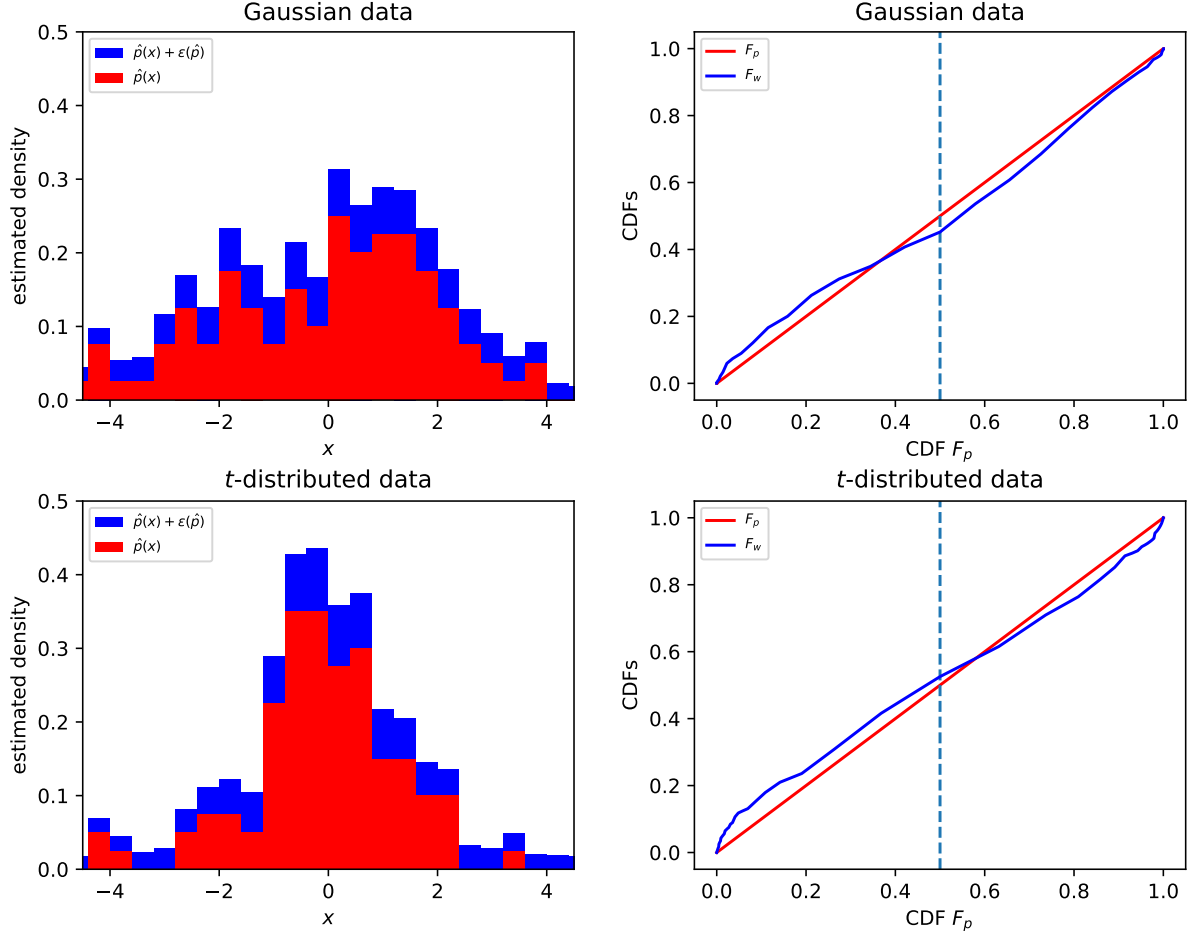 Gaussian data
0.5
0.4
0.3
0.2
0.1
0.0
estimated density
p̂(x) + ε(p̂)
p̂(x)
−4 −2 0 2 4
x
Gaussian data
1.0
0.8
0.6
0.4
0.2
0.0
CDFs
F_p
F_w
0.0 0.2 0.4 0.6 0.8 1.0
CDF F_p
t-distributed data
0.5
0.4
0.3
0.2
0.1
0.0
estimated density
p̂(x) + ε(p̂)
p̂(x)
−4 −2 0 2 4
x
t-distributed data
1.0
0.8
0.6
0.4
0.2
0.0
CDFs
F_p
F_w
0.0 0.2 0.4 0.6 0.8 1.0
CDF F_p